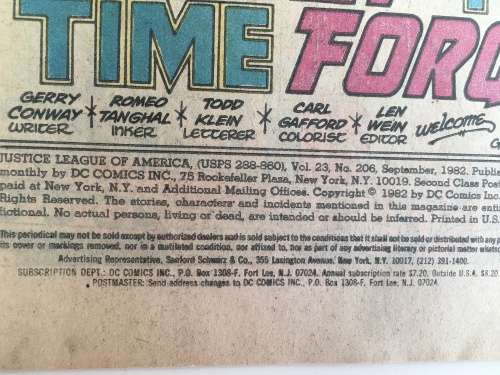 TIME FORG
GERRY CONWAY WRITER * ROMEO TANGHAL INKER * TODD KLEIN LETTERER * CARL GAFFORD COLORIST * LEN WEIN EDITOR welcome
JUSTICE LEAGUE OF AMERICA, (USPS 288-860), Vol. 23, No. 206, September, 1982. Publis
monthly by DC COMICS INC., 75 Rockefeller Plaza, New York, N.Y. 10019. Second Class Post
paid at New York, N.Y. and Additional Mailing Offices. Copyright © 1982 by DC Comics Inc.
Rights Reserved. The stories, characters and incidents mentioned in this magazine are enti
fictional. No actual persons, living or dead, are intended or should be inferred. Printed in U.S.
This periodical may not be sold except by authorized dealers and is sold subject to the conditions that it shall not be sold or distributed with any p
its cover or markings removed, nor in a mutilated condition, nor affixed to, nor as part of any advertising literary or pictorial matter whatso
Advertising Representative, Sanford Schwarz & Co., 355 Lexington Avenue, New York, N.Y. 10017, (212) 391-1400.
SUBSCRIPTION DEPT.: DC COMICS INC., P.O. Box 1308-F, Fort Lee, N.J. 07024. Annual subscription rate $7.20. Outside U.S.A. $8.20
POSTMASTER: Send address changes to DC COMICS INC., P.O. Box 1308-F, Fort Lee, N.J. 07024